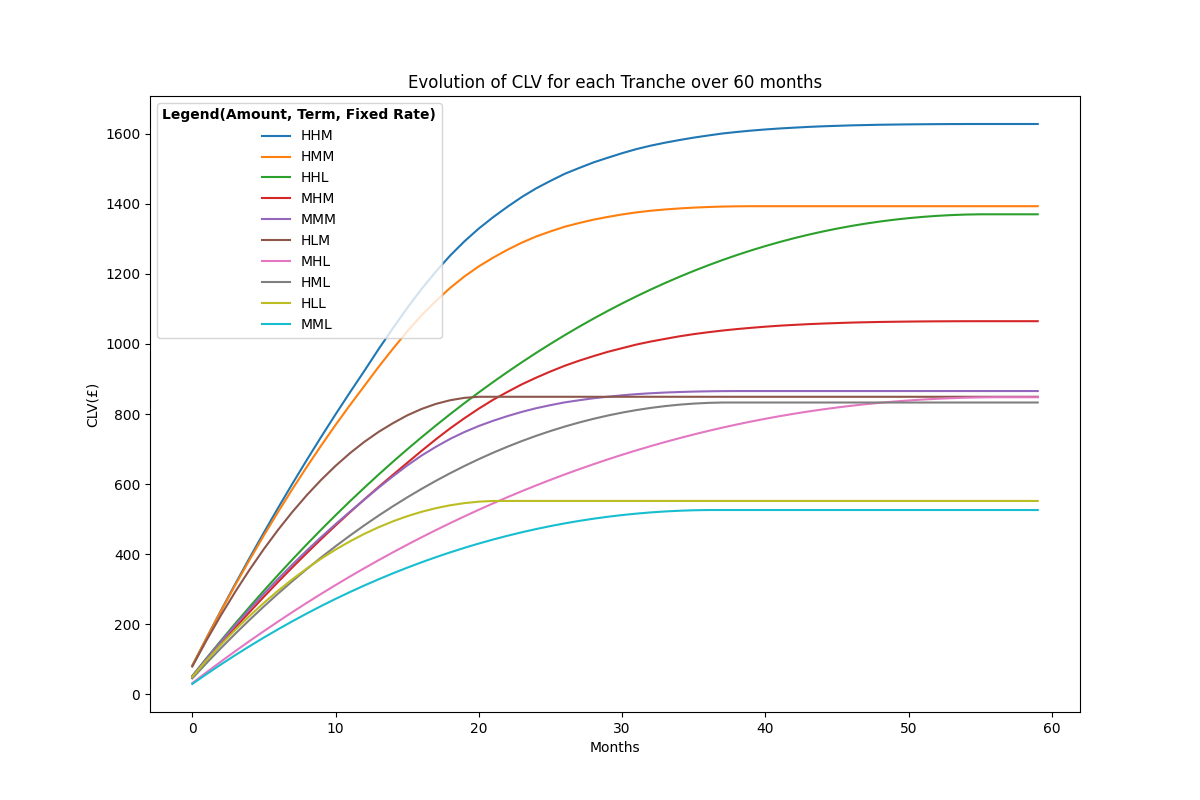 Evolution of CLV for each Tranche over 60 months
Legend(Amount, Term, Fixed Rate)
HHM
HMM
HHL
MHM
MMM
HLM
MHL
HML
HLL
MML
1600
1400
1200
1000
800
600
400
200
0
CLV(£)
0 10 20 30 40 50 60
Months